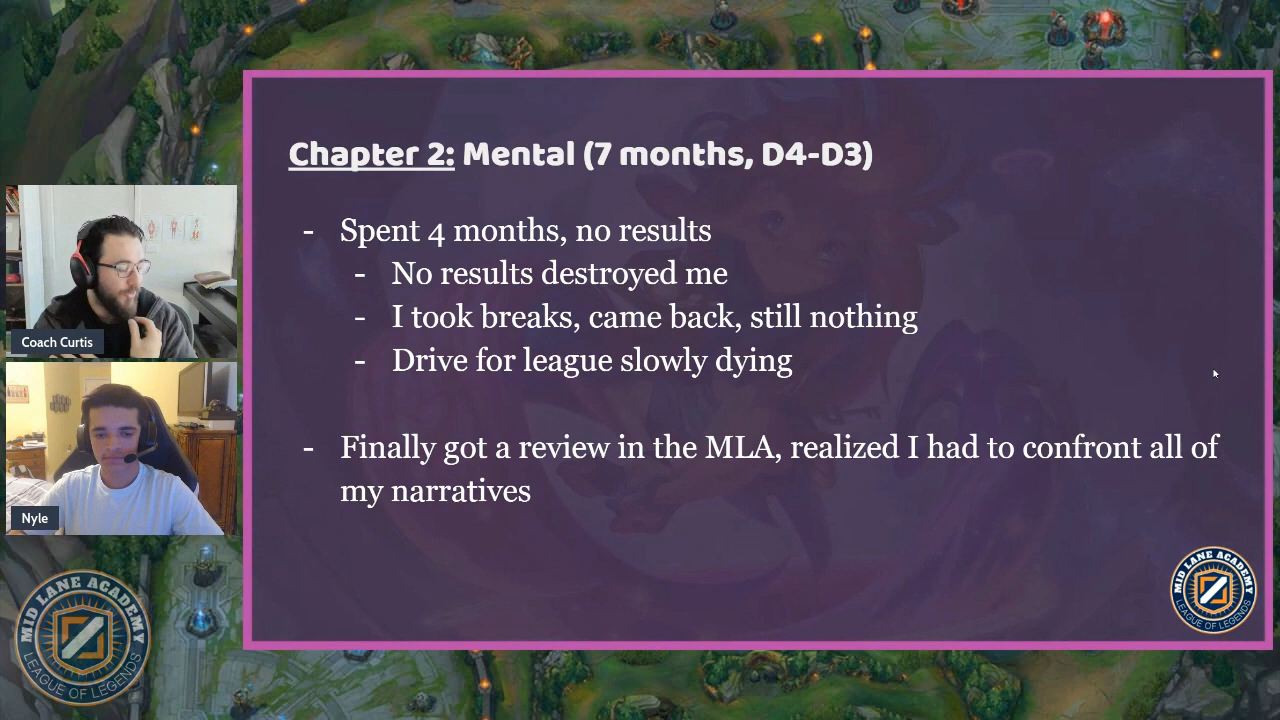 Chapter 2: Mental (7 months, D4-D3)
- Spent 4 months, no results
- No results destroyed me
- I took breaks, came back, still nothing
- Drive for league slowly dying
- Finally got a review in the MLA, realized I had to confront all of
my narratives
Coach Curtis
Nyle
MID LANE ACADEMY
LEAGUE OF LEGENDS
MID LANE ACADEMY
LEAGUE OF LEGENDS